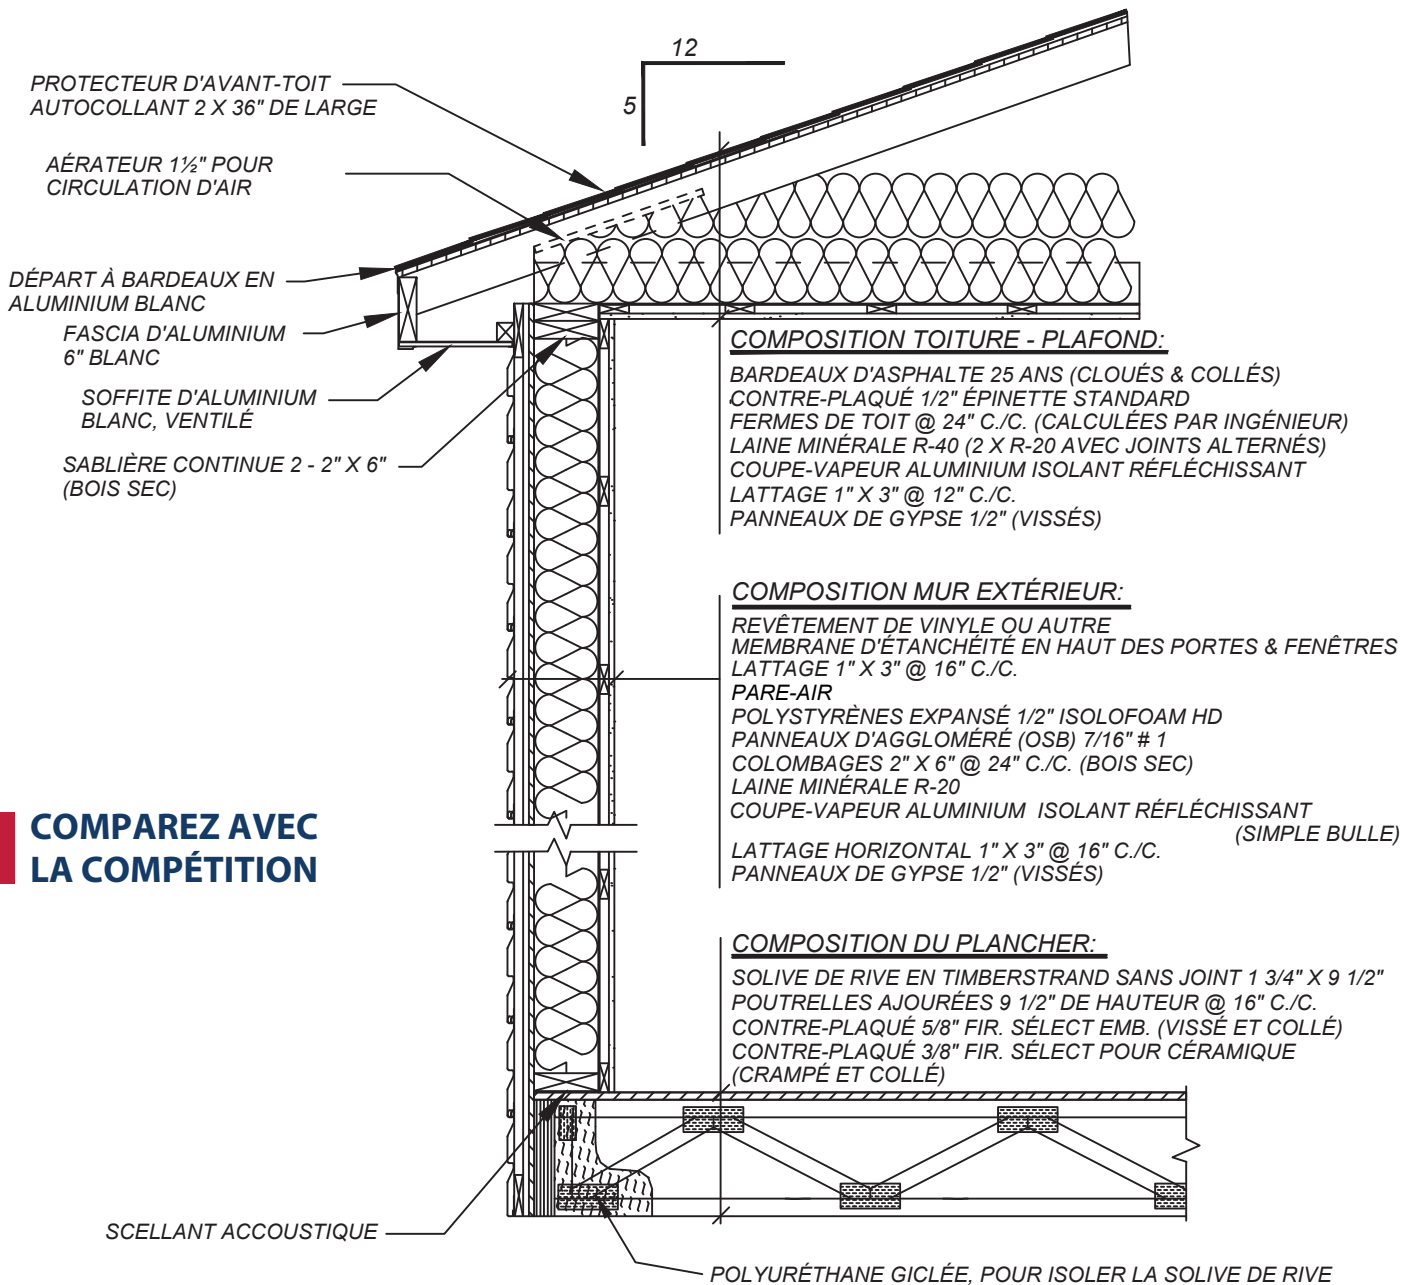 12
5
PROTECTEUR D'AVANT-TOIT
AUTOCOLLANT 2 X 36" DE LARGE
AÉRATEUR 1½" POUR
CIRCULATION D'AIR
DÉPART À BARDEAUX EN
ALUMINIUM BLANC
FASCIA D'ALUMINIUM
6" BLANC
SOFFITE D'ALUMINIUM
BLANC, VENTILÉ
SABLIÈRE CONTINUE 2 - 2" X 6"
(BOIS SEC)
COMPOSITION TOITURE - PLAFOND:
BARDEAUX D'ASPHALTE 25 ANS (CLOUÉS & COLLÉS)
CONTRE-PLAQUÉ 1/2" ÉPINETTE STANDARD
FERMES DE TOIT @ 24" C./C. (CALCULÉES PAR INGÉNIEUR)
LAINE MINÉRALE R-40 (2 X R-20 AVEC JOINTS ALTERNÉS)
COUPE-VAPEUR ALUMINIUM ISOLANT RÉFLÉCHISSANT
LATTAGE 1" X 3" @ 12" C./C.
PANNEAUX DE GYPSE 1/2" (VISSÉS)
COMPOSITION MUR EXTÉRIEUR:
REVÊTEMENT DE VINYLE OU AUTRE
MEMBRANE D'ÉTANCHÉITÉ EN HAUT DES PORTES & FENÊTRES
LATTAGE 1" X 3" @ 16" C./C.
PARE-AIR
POLYSTYRÈNES EXPANSÉ 1/2" ISOLOFOAM HD
PANNEAUX D'AGGLOMÉRÉ (OSB) 7/16" # 1
COLOMBAGES 2" X 6" @ 24" C./C. (BOIS SEC)
LAINE MINÉRALE R-20
COUPE-VAPEUR ALUMINIUM ISOLANT RÉFLÉCHISSANT
(SIMPLE BULLE)
LATTAGE HORIZONTAL 1" X 3" @ 16" C./C.
PANNEAUX DE GYPSE 1/2" (VISSÉS)
COMPAREZ AVEC
LA COMPÉTITION
COMPOSITION DU PLANCHER:
SOLIVE DE RIVE EN TIMBERSTRAND SANS JOINT 1 3/4" X 9 1/2"
POUTRELLES AJOURÉES 9 1/2" DE HAUTEUR @ 16" C./C.
CONTRE-PLAQUÉ 5/8" FIR. SÉLECT EMB. (VISSÉ ET COLLÉ)
CONTRE-PLAQUÉ 3/8" FIR. SÉLECT POUR CÉRAMIQUE
(CRAMPÉ ET COLLÉ)
SCELLANT ACCOUSTIQUE
POLYURÉTHANE GICLÉE, POUR ISOLER LA SOLIVE DE RIVE